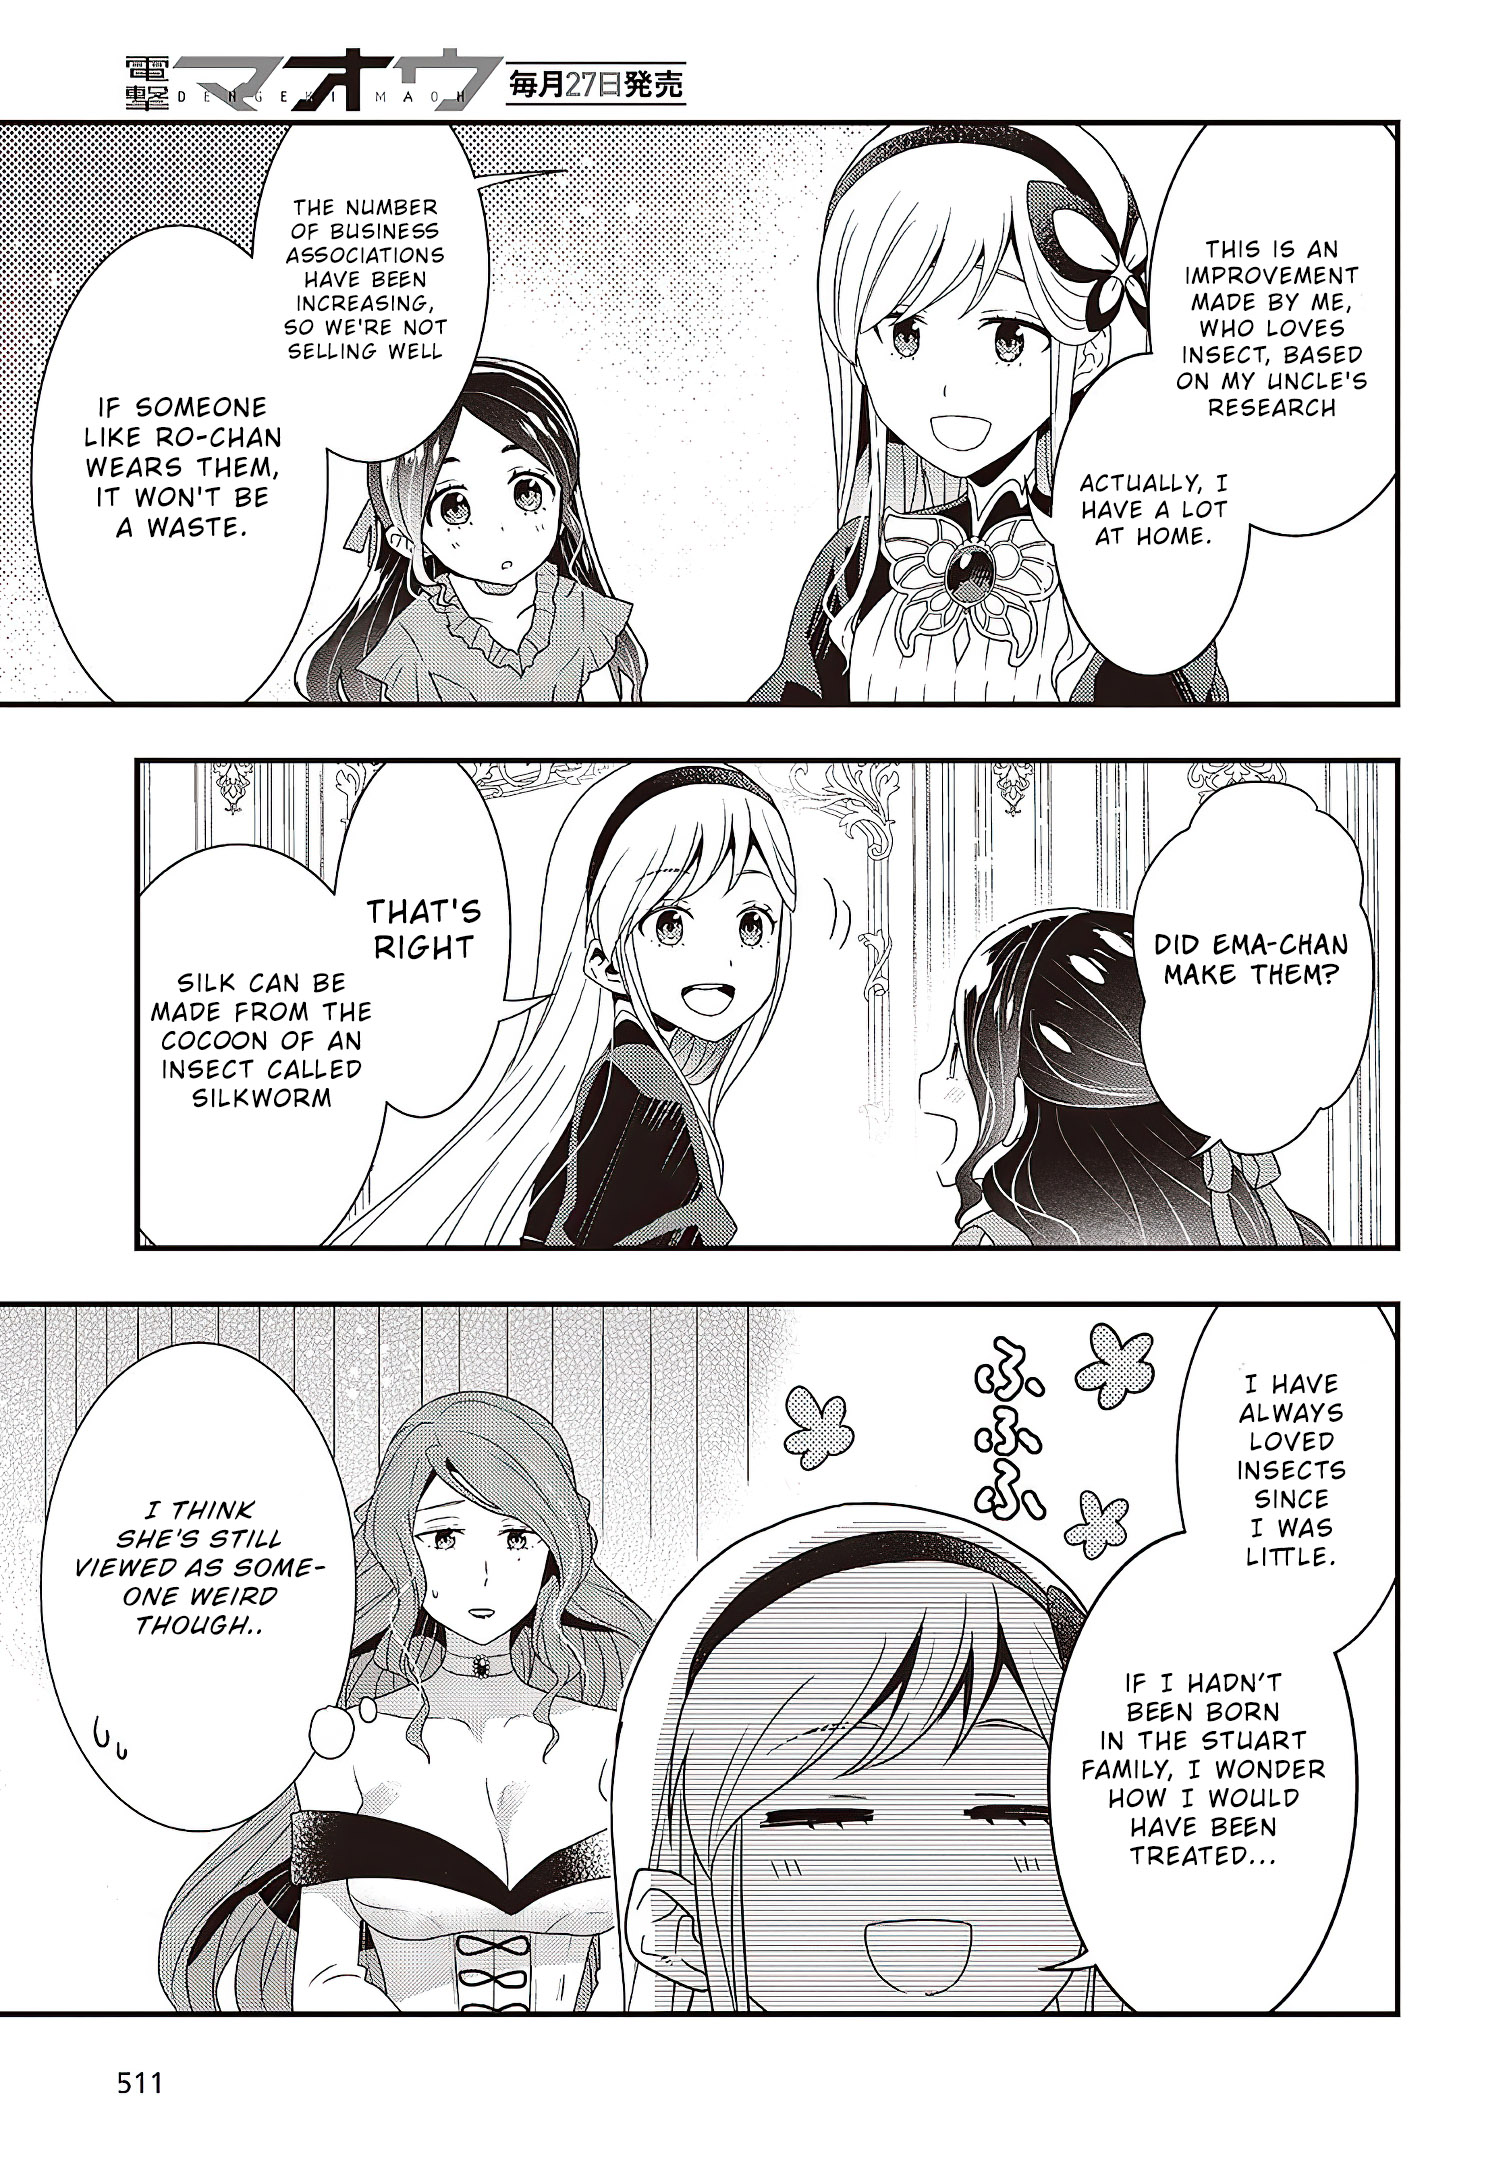 電撃マオウ
DENGEKI MAOH
毎月27日発売
THIS IS AN
IMPROVEMENT
MADE BY ME,
WHO LOVES
INSECT, BASED
ON MY UNCLE'S
RESEARCH
ACTUALLY, I
HAVE A LOT
AT HOME.
THE NUMBER
OF BUSINESS
ASSOCIATIONS
HAVE BEEN
INCREASING,
SO WE'RE NOT
SELLING WELL
IF SOMEONE
LIKE RO-CHAN
WEARS THEM,
IT WON'T BE
A WASTE.
DID EMA-CHAN
MAKE THEM?
THAT'S
RIGHT
SILK CAN BE
MADE FROM THE
COCOON OF AN
INSECT CALLED
SILKWORM
I HAVE
ALWAYS
LOVED
INSECTS
SINCE
I WAS
LITTLE.
IF I HADN'T
BEEN BORN
IN THE STUART
FAMILY, I WONDER
HOW I WOULD
HAVE BEEN
TREATED...
ふふふ
I THINK
SHE'S STILL
VIEWED AS SOME-
ONE WEIRD
THOUGH..
511